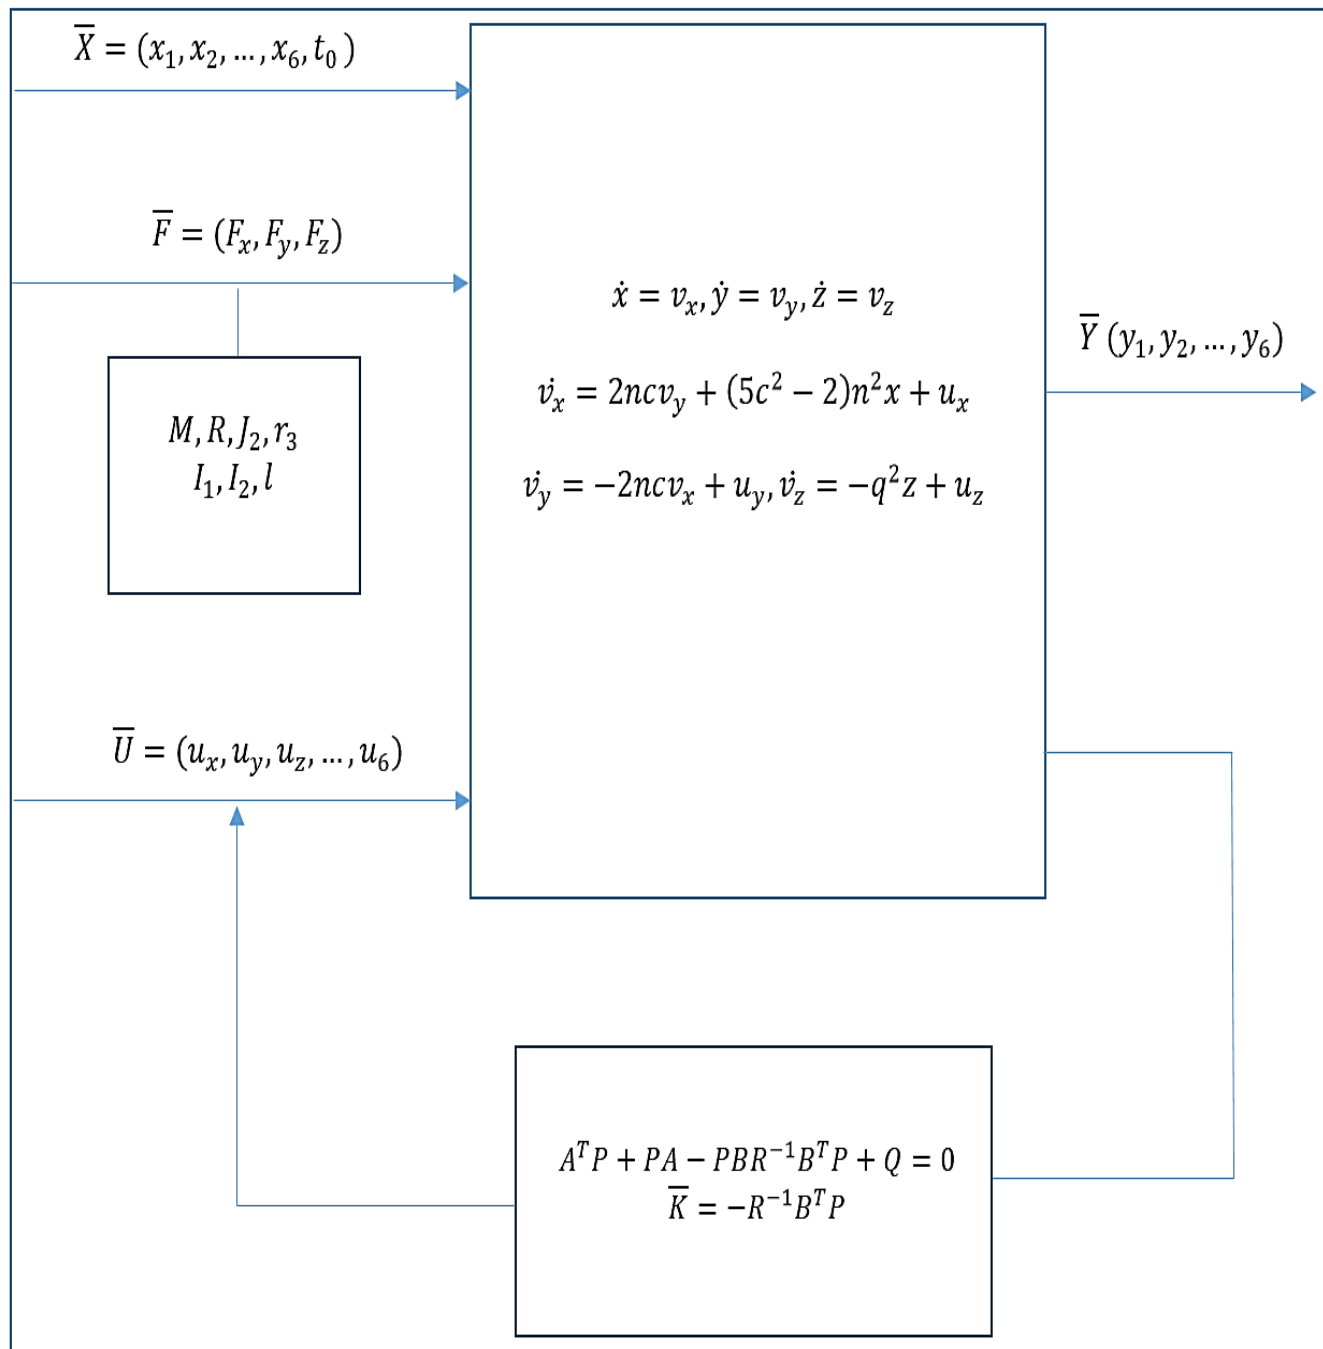 X̅ = (x₁, x₂, ..., x₆, t₀ )
F̅ = (Fₓ, F_y, F_z)
M, R, J₂, r₃
I₁, I₂, l
U̅ = (uₓ, u_y, u_z, ..., u₆)
ẋ = vₓ, ẏ = v_y, ż = v_z
v̇ₓ = 2ncv_y + (5c² − 2)n²x + uₓ
v̇_y = −2ncvₓ + u_y, v̇_z = −q²z + u_z
Y̅ (y₁, y₂, ..., y₆)
AᵀP + PA − PBR⁻¹BᵀP + Q = 0
K̅ = −R⁻¹BᵀP